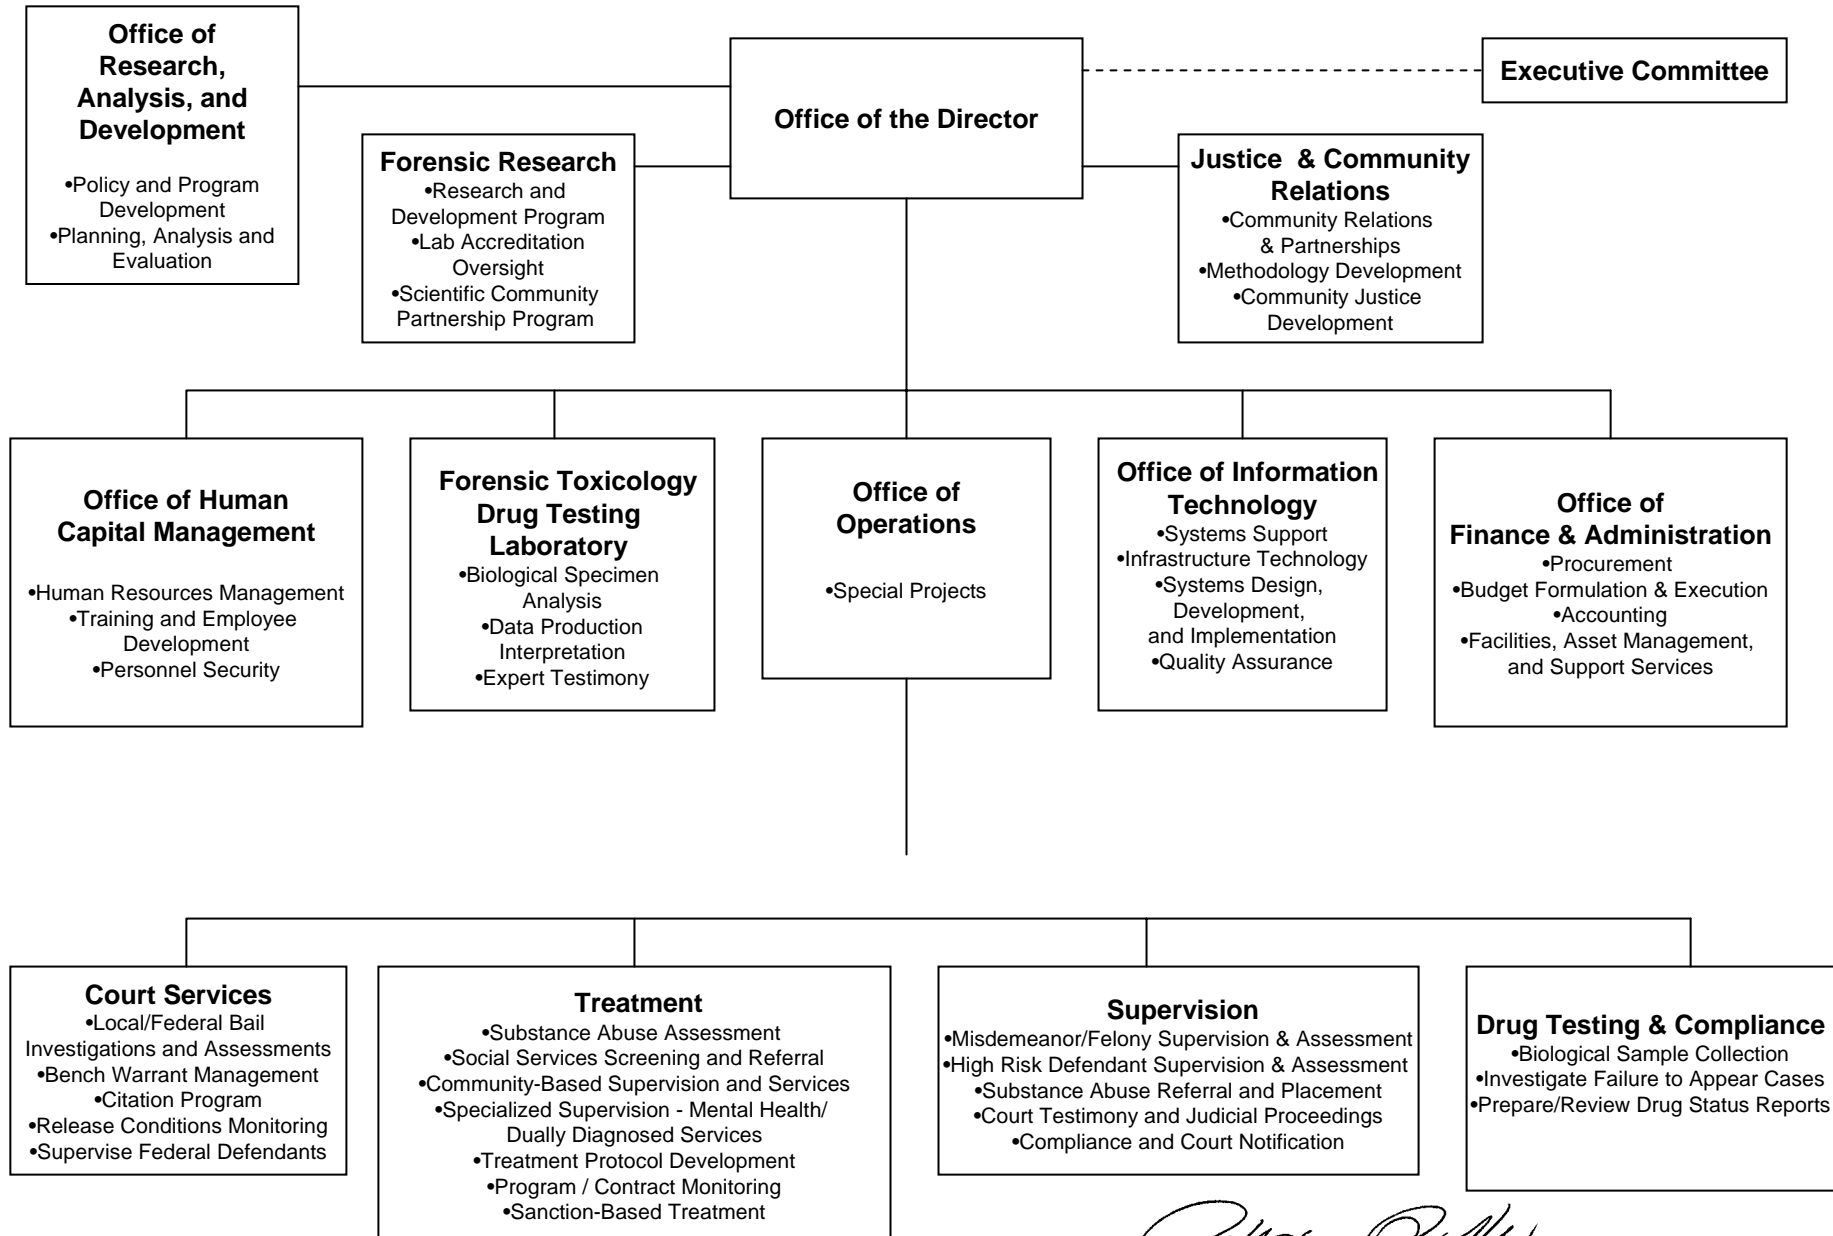 Office of
Research,
Analysis, and
Development
•Policy and Program
Development
•Planning, Analysis and
Evaluation
Office of the Director
Executive Committee
Forensic Research
•Research and
Development Program
•Lab Accreditation
Oversight
•Scientific Community
Partnership Program
Justice & Community
Relations
•Community Relations
& Partnerships
•Methodology Development
•Community Justice
Development
Office of Human
Capital Management
•Human Resources Management
•Training and Employee
Development
•Personnel Security
Forensic Toxicology
Drug Testing
Laboratory
•Biological Specimen
Analysis
•Data Production
Interpretation
•Expert Testimony
Office of
Operations
•Special Projects
Office of Information
Technology
•Systems Support
•Infrastructure Technology
•Systems Design,
Development,
and Implementation
•Quality Assurance
Office of
Finance & Administration
•Procurement
•Budget Formulation & Execution
•Accounting
•Facilities, Asset Management,
and Support Services
Court Services
•Local/Federal Bail
Investigations and Assessments
•Bench Warrant Management
•Citation Program
•Release Conditions Monitoring
•Supervise Federal Defendants
Treatment
•Substance Abuse Assessment
•Social Services Screening and Referral
•Community-Based Supervision and Services
•Specialized Supervision - Mental Health/
Dually Diagnosed Services
•Treatment Protocol Development
•Program / Contract Monitoring
•Sanction-Based Treatment
Supervision
•Misdemeanor/Felony Supervision & Assessment
•High Risk Defendant Supervision & Assessment
•Substance Abuse Referral and Placement
•Court Testimony and Judicial Proceedings
•Compliance and Court Notification
Drug Testing & Compliance
•Biological Sample Collection
•Investigate Failure to Appear Cases
•Prepare/Review Drug Status Reports